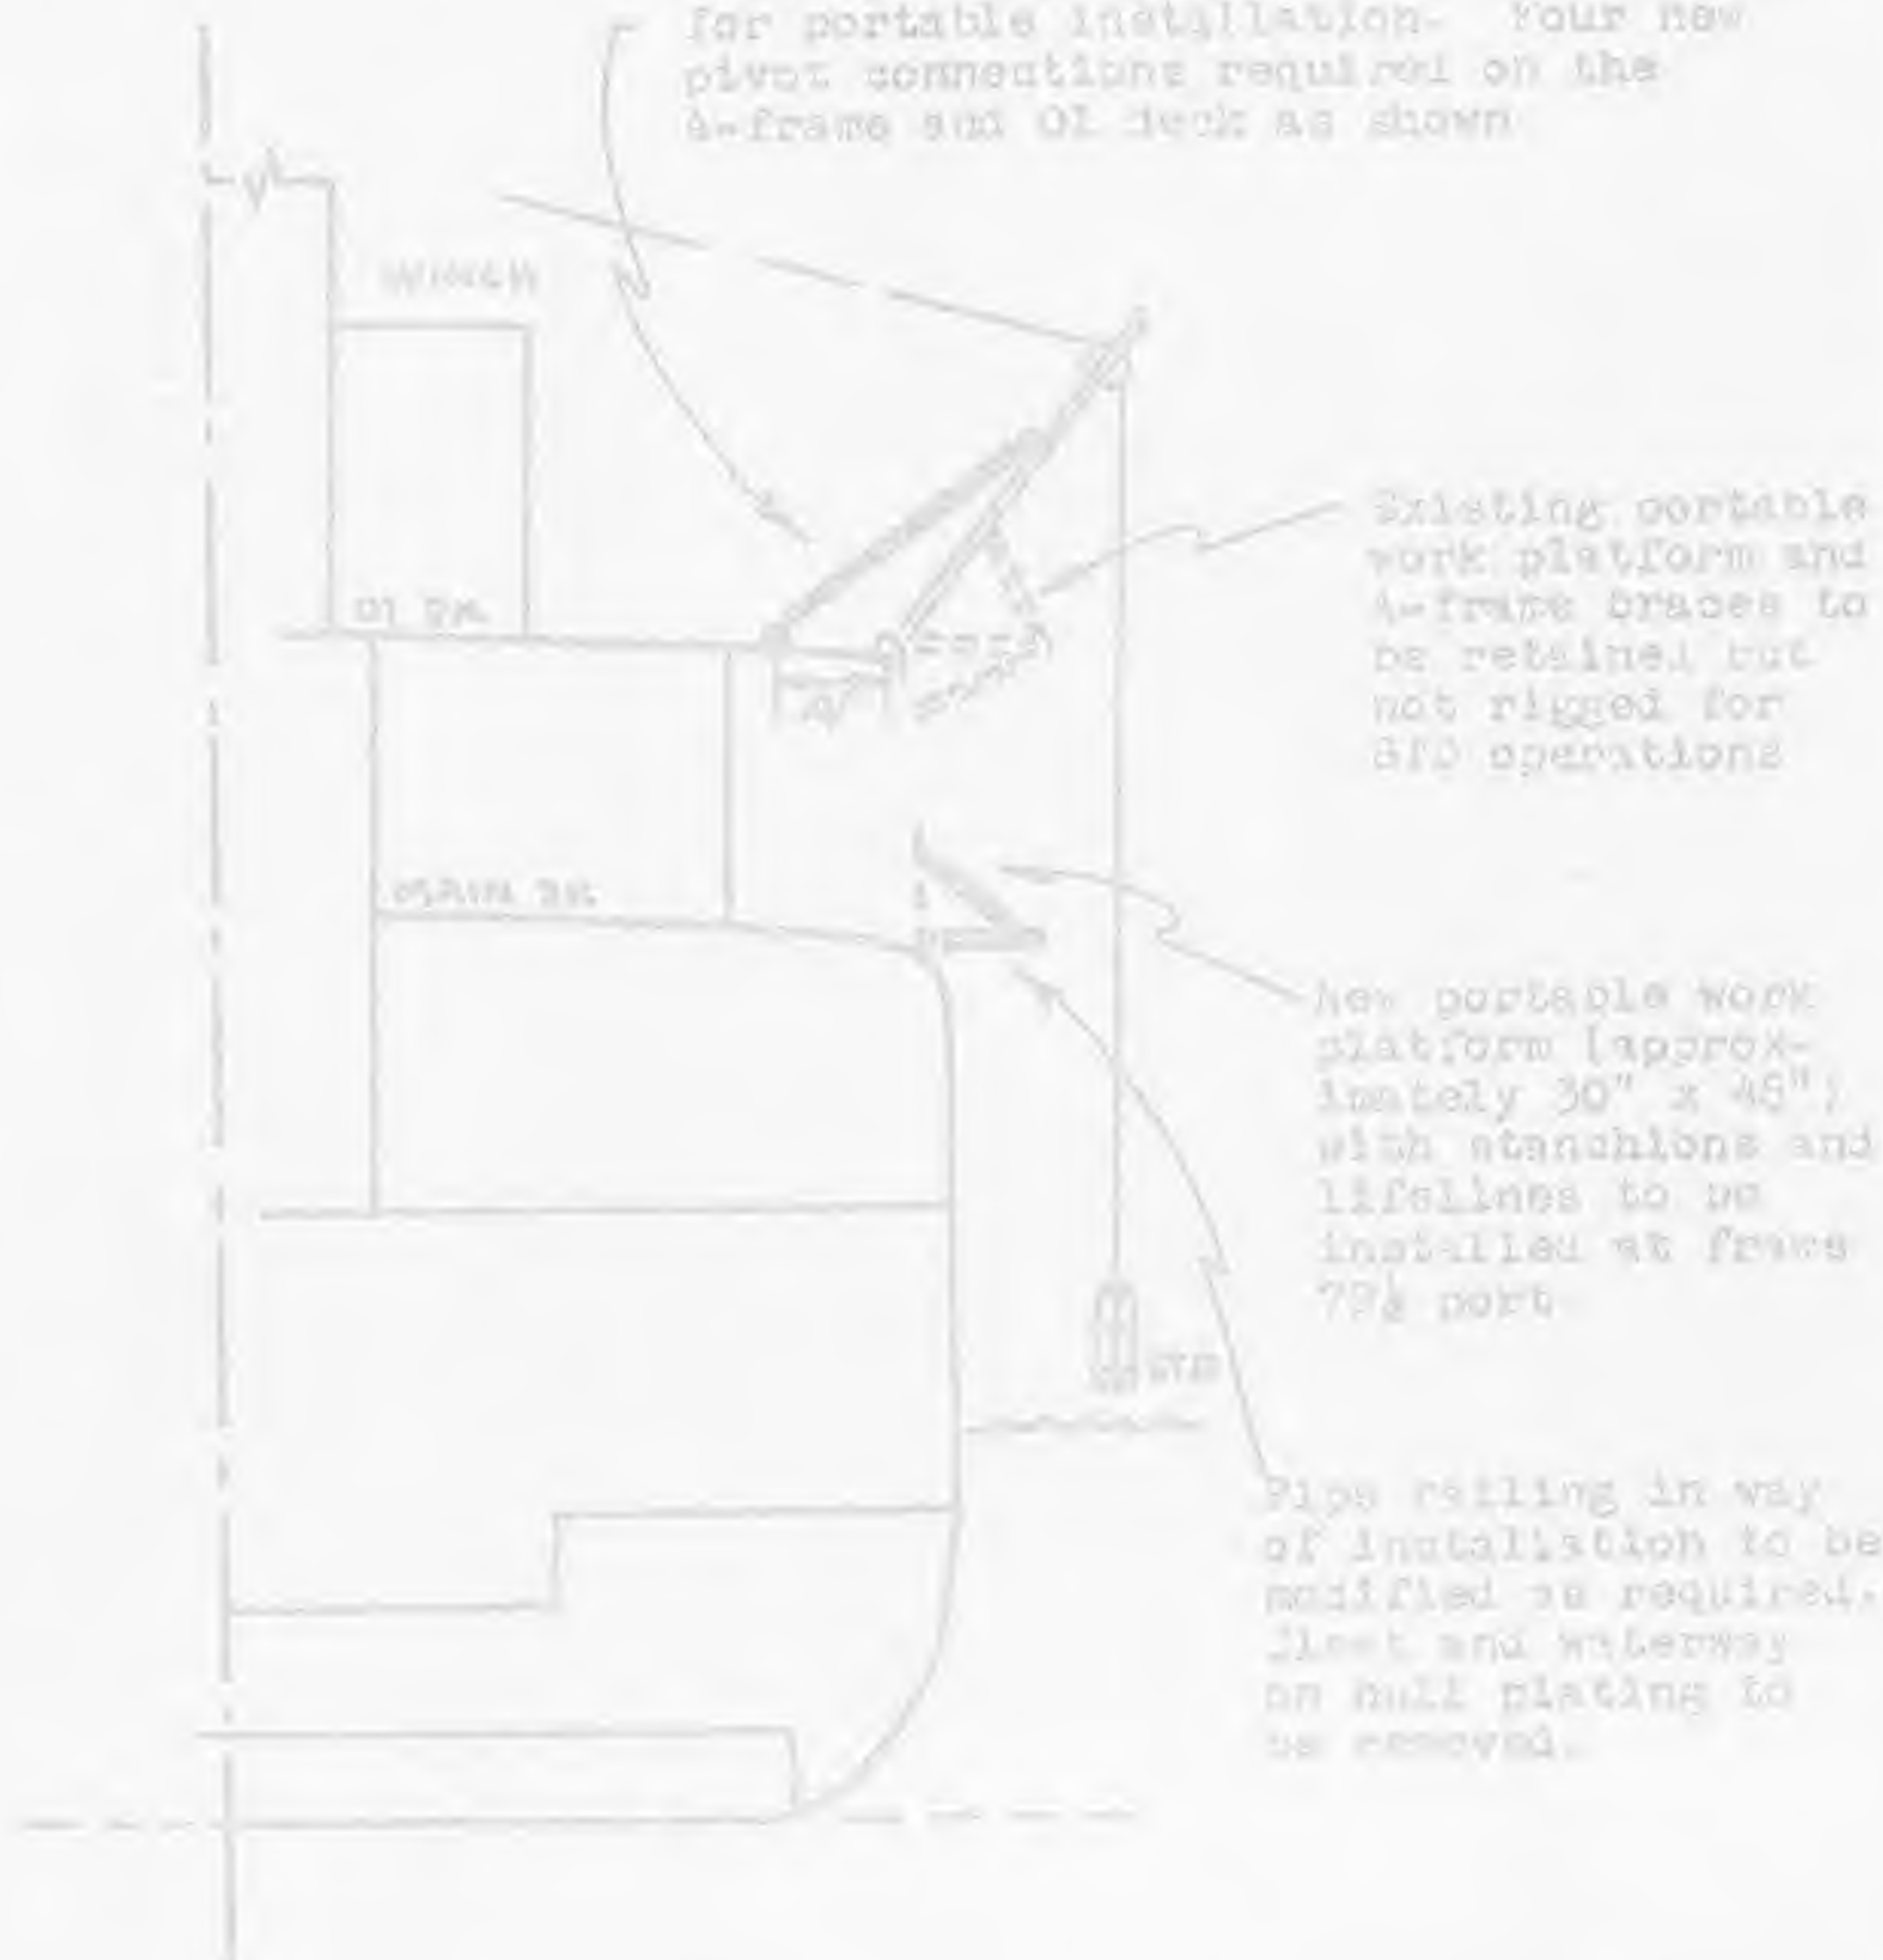 for portable installation. Four new
pivot connections required on the
A-frame and 01 deck as shown
WINCH
Existing portable
work platform and
A-frame braces to
be retained but
not rigged for
STD operations
01 DK
MAIN DK
New portable work
platform (approx-
imately 30" x 48")
with stanchions and
lifelines to be
installed at frame
79½ port
STD
Pipe railing in way
of installation to be
modified as required.
and waterway
on hull plating to
be removed.